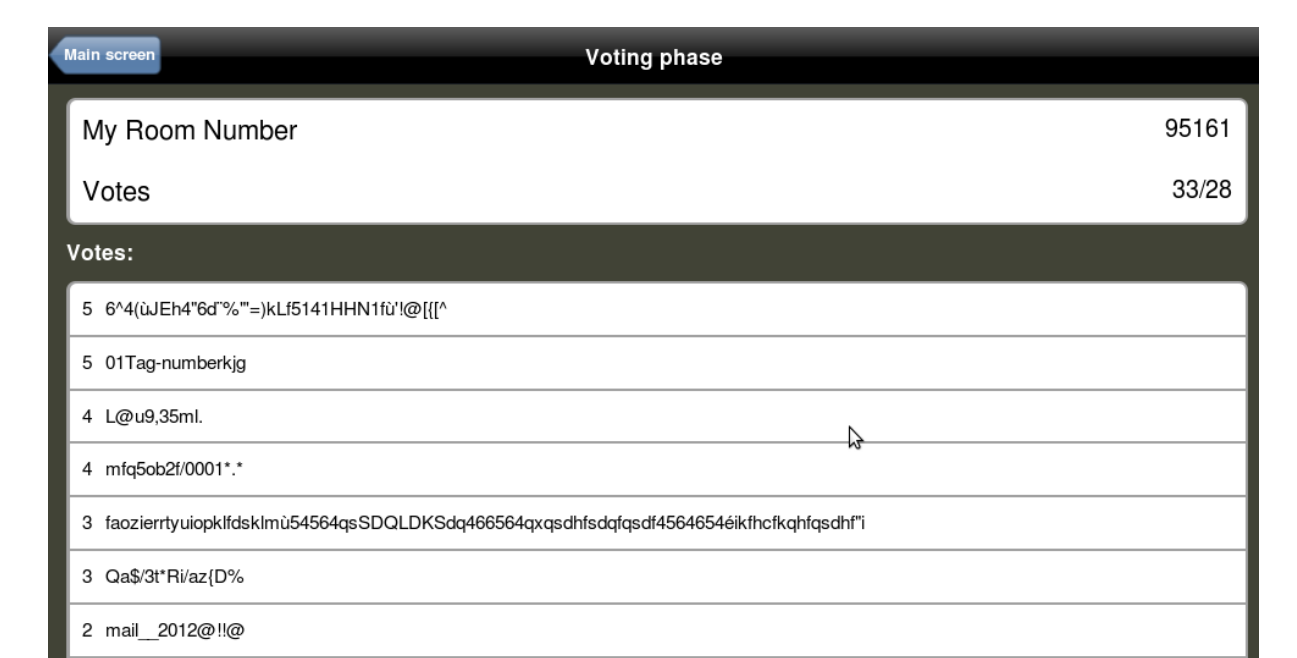 Main screen
Voting phase
My Room Number 95161
Votes 33/28
Votes:
5 6^4(ùJEh4"6d¨%"'=)kLf5141HHN1fù'!@[{[^
5 01Tag-numberkjg
4 L@u9,35ml.
4 mfq5ob2f/0001*.*
3 faozierrtyuiopklfdsklmù54564qsSDQLDKSdq466564qxqsdhfsdqfqsdf4564654éikfhcfkqhfqsdhf"i
3 Qa$/3t*Ri/az{D%
2 mail__2012@!!@